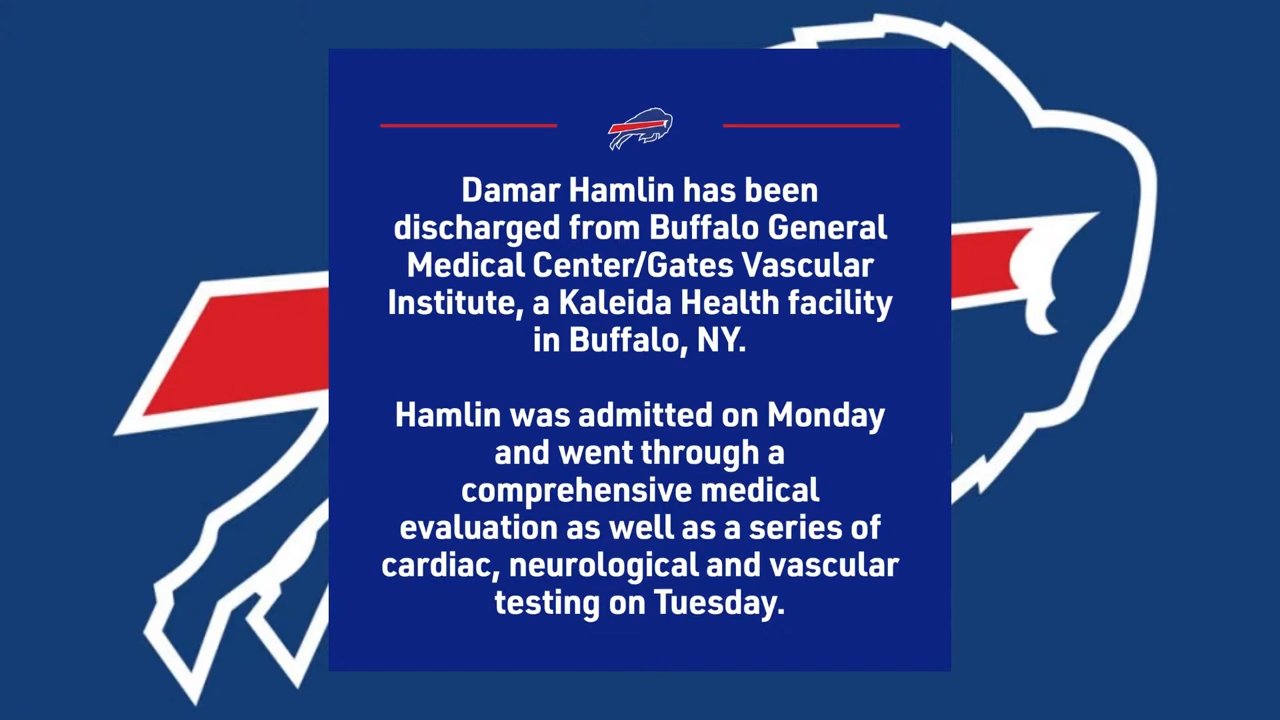 Damar Hamlin has been
discharged from Buffalo General
Medical Center/Gates Vascular
Institute, a Kaleida Health facility
in Buffalo, NY.
Hamlin was admitted on Monday
and went through a
comprehensive medical
evaluation as well as a series of
cardiac, neurological and vascular
testing on Tuesday.